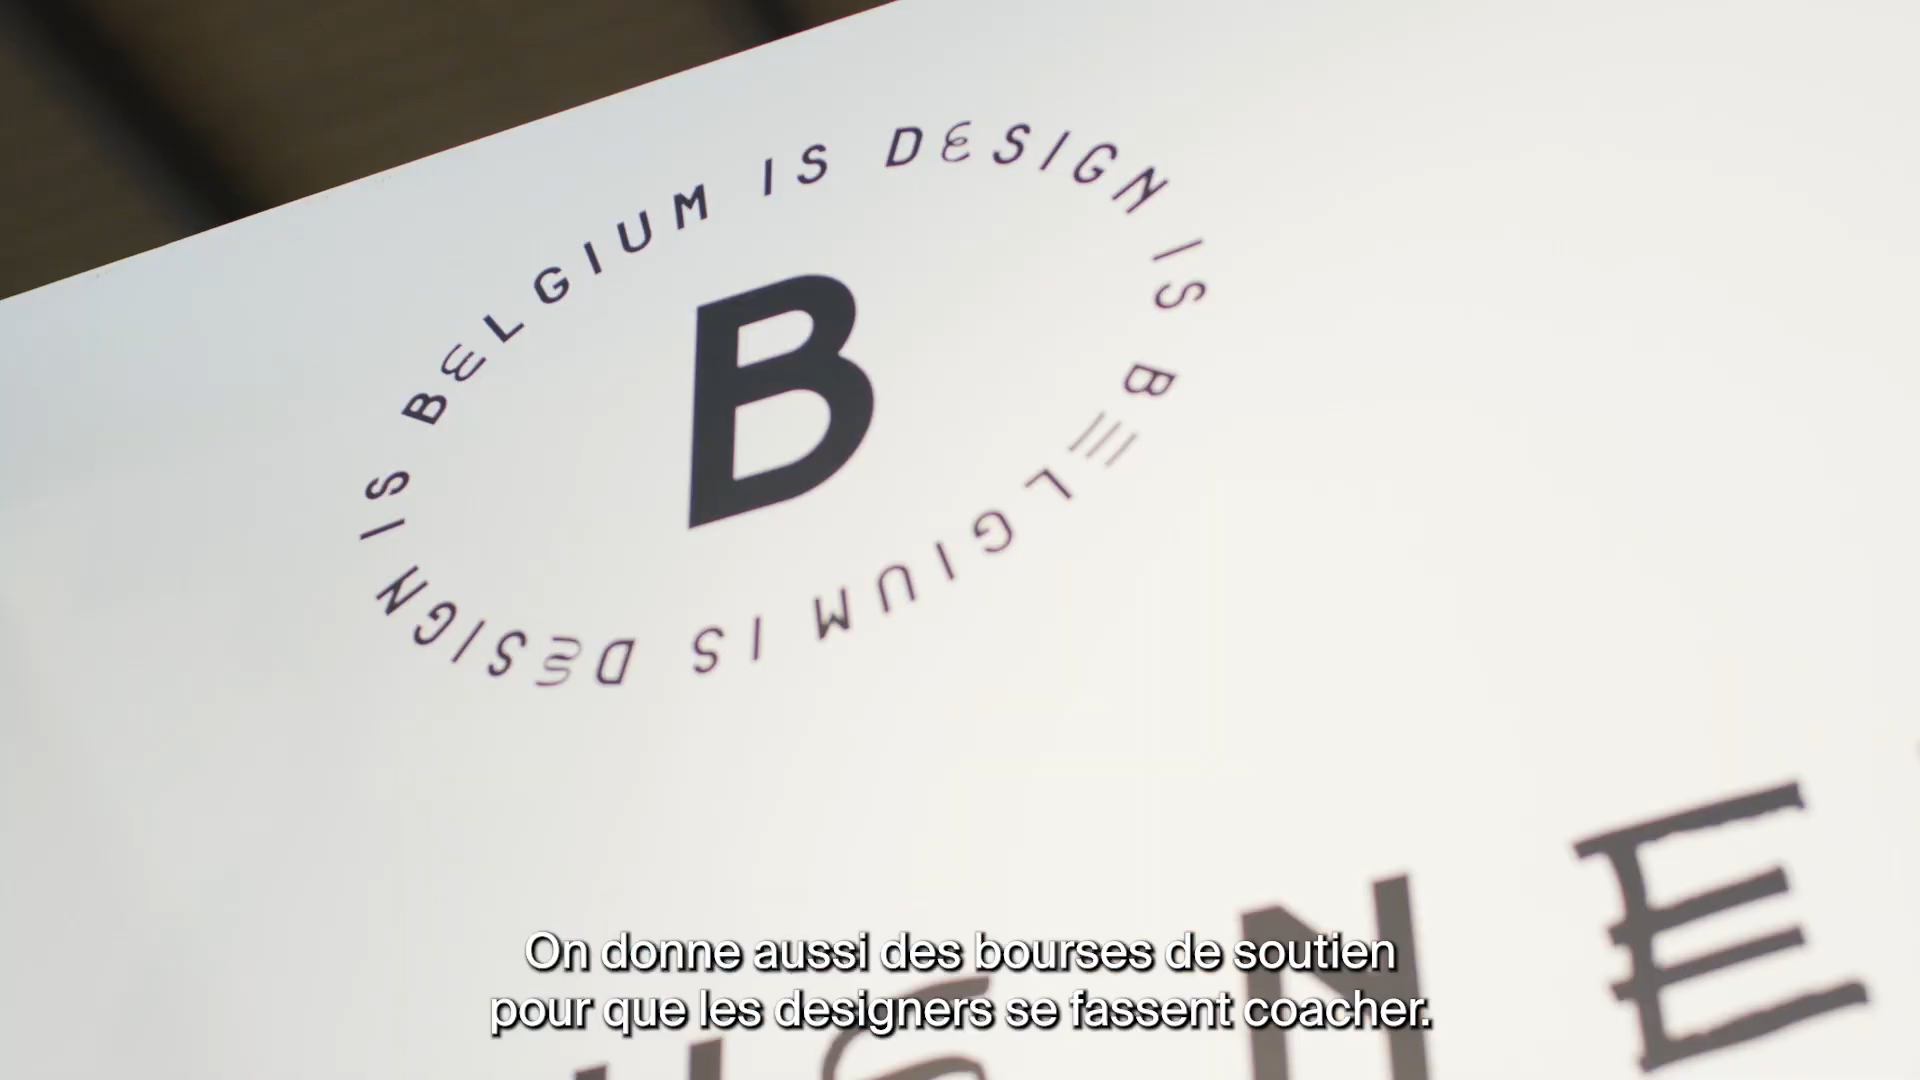 BELGIUM IS DESIGN IS BELGIUM IS DESIGN IS
B
N E
U S
On donne aussi des bourses de soutien
pour que les designers se fassent coacher.